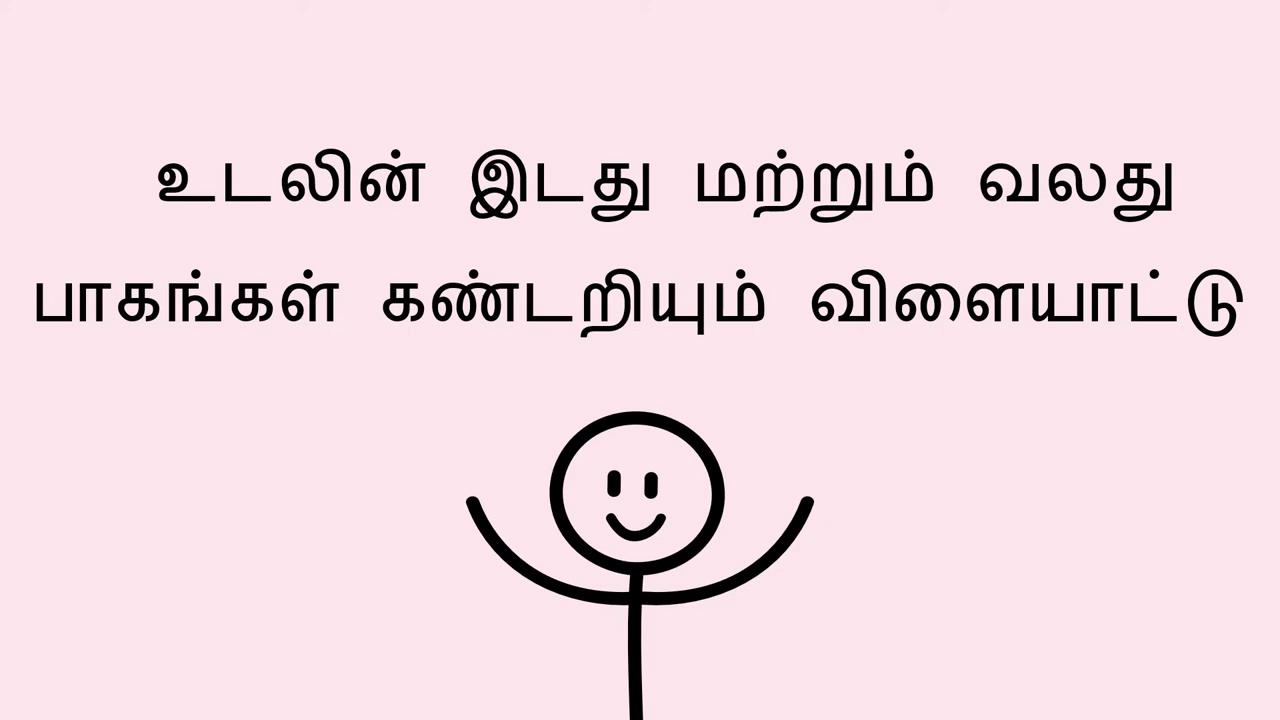 உடலின் இடது மற்றும் வலது
பாகங்கள் கண்டறியும் விளையாட்டு